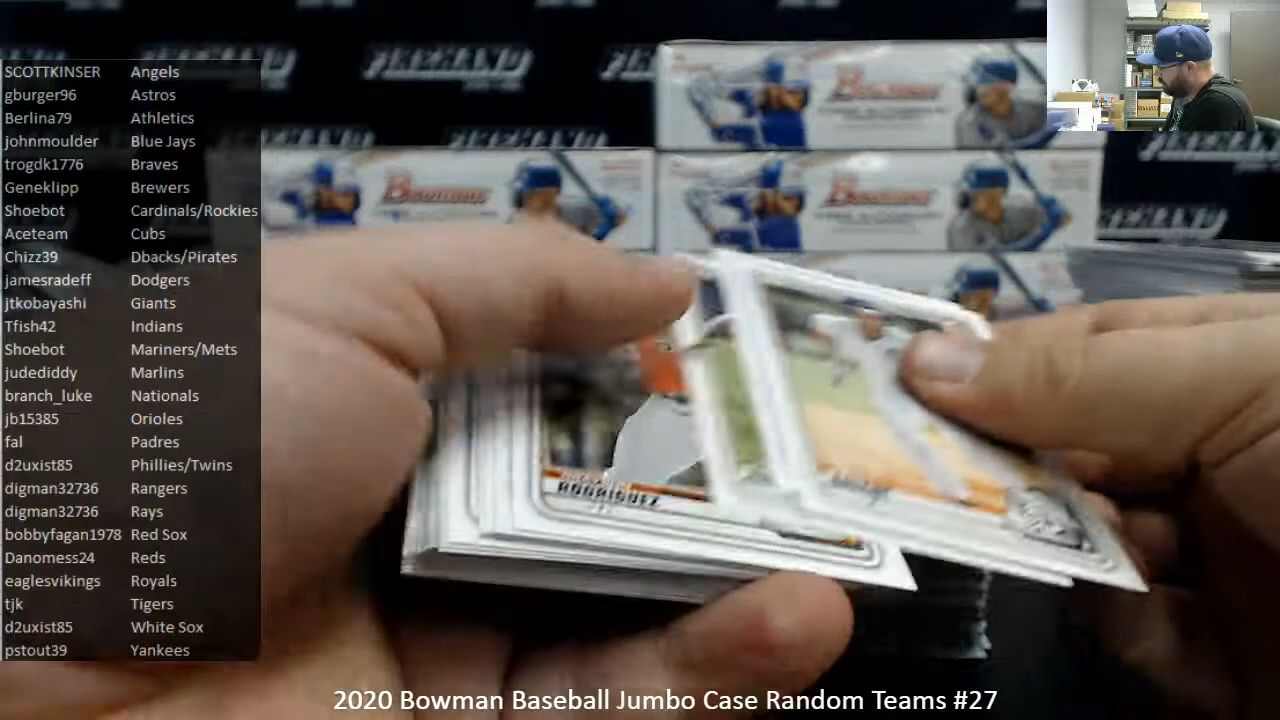 SCOTTKINSER Angels
gburger96 Astros
Berlina79 Athletics
johnmoulder Blue Jays
trogdk1776 Braves
Geneklipp Brewers
Shoebot Cardinals/Rockies
Aceteam Cubs
Chizz39 Dbacks/Pirates
jamesradeff Dodgers
jtkobayashi Giants
Tfish42 Indians
Shoebot Mariners/Mets
judediddy Marlins
branch_luke Nationals
jb15385 Orioles
fal Padres
d2uxist85 Phillies/Twins
digman32736 Rangers
digman32736 Rays
bobbyfagan1978 Red Sox
Danomess24 Reds
eaglesvikings Royals
tjk Tigers
d2uxist85 White Sox
pstout39 Yankees
Bowman
Bowman
Bowman
RODRIGUEZ
2020 Bowman Baseball Jumbo Case Random Teams #27